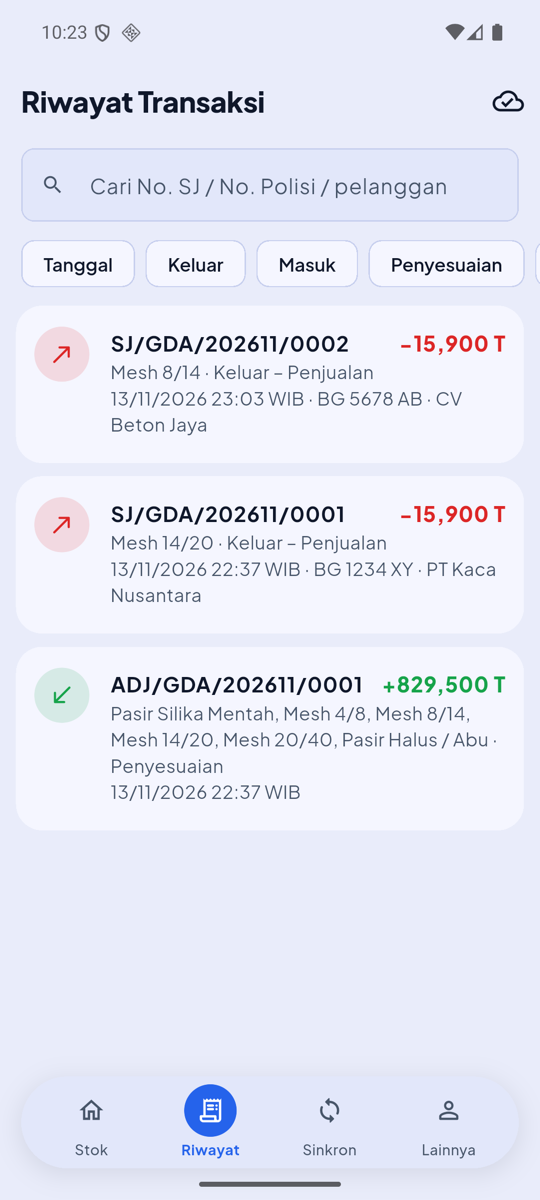 10:23
Riwayat Transaksi
Cari No. SJ / No. Polisi / pelanggan
Tanggal
Keluar
Masuk
Penyesuaian
SJ/GDA/202611/0002
−15,900 T
Mesh 8/14 · Keluar – Penjualan
13/11/2026 23:03 WIB · BG 5678 AB · CV
Beton Jaya
SJ/GDA/202611/0001
−15,900 T
Mesh 14/20 · Keluar – Penjualan
13/11/2026 22:37 WIB · BG 1234 XY · PT Kaca
Nusantara
ADJ/GDA/202611/0001
+829,500 T
Pasir Silika Mentah, Mesh 4/8, Mesh 8/14,
Mesh 14/20, Mesh 20/40, Pasir Halus / Abu ·
Penyesuaian
13/11/2026 22:37 WIB
Stok
Riwayat
Sinkron
Lainnya